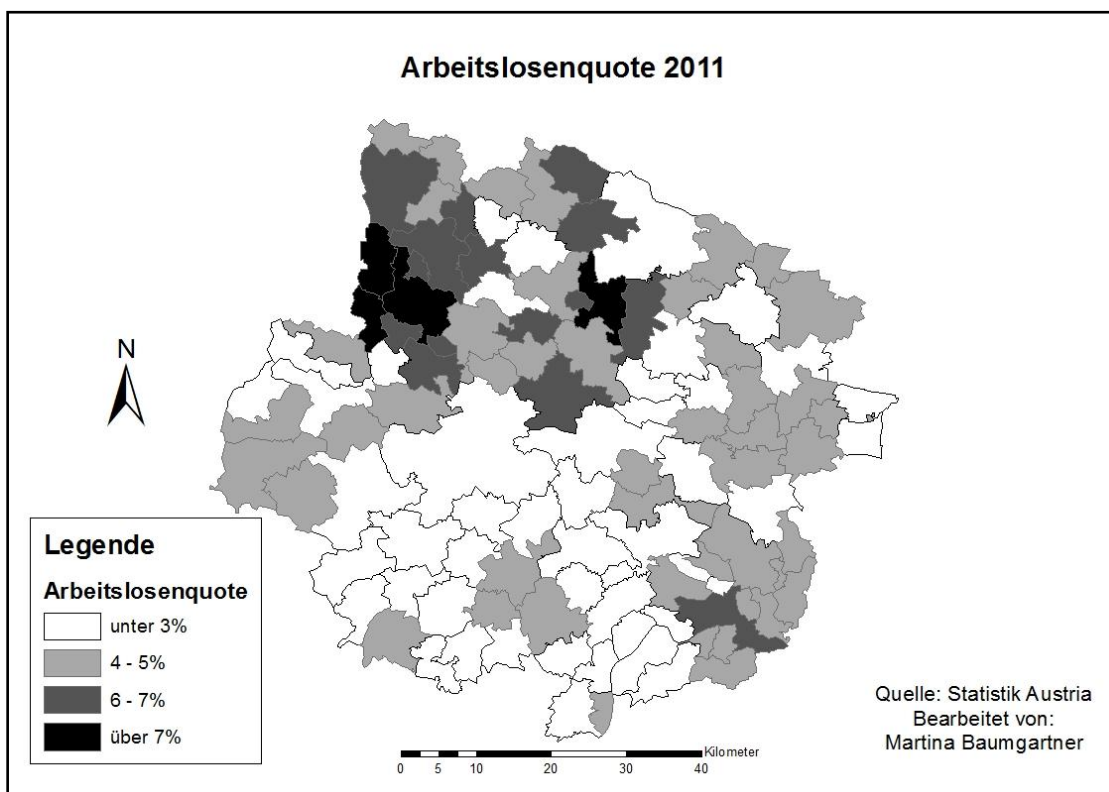 Arbeitslosenquote 2011
N
Legende
Arbeitslosenquote
unter 3%
4 - 5%
6 - 7%
über 7%
Quelle: Statistik Austria
Bearbeitet von:
Martina Baumgartner
Kilometer
0 5 10 20 30 40